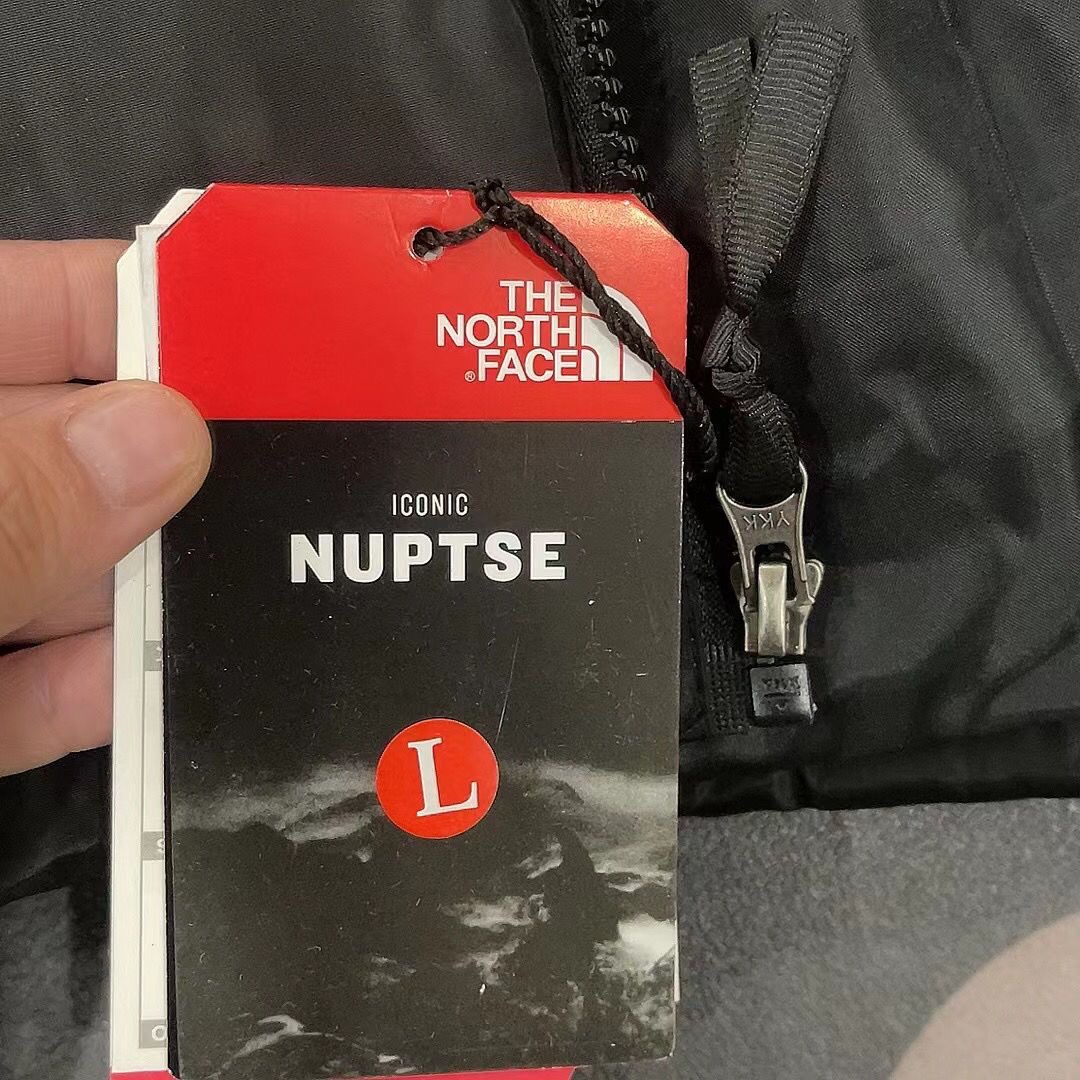 THE
NORTH
®FACE
ICONIC
NUPTSE
L
YKK